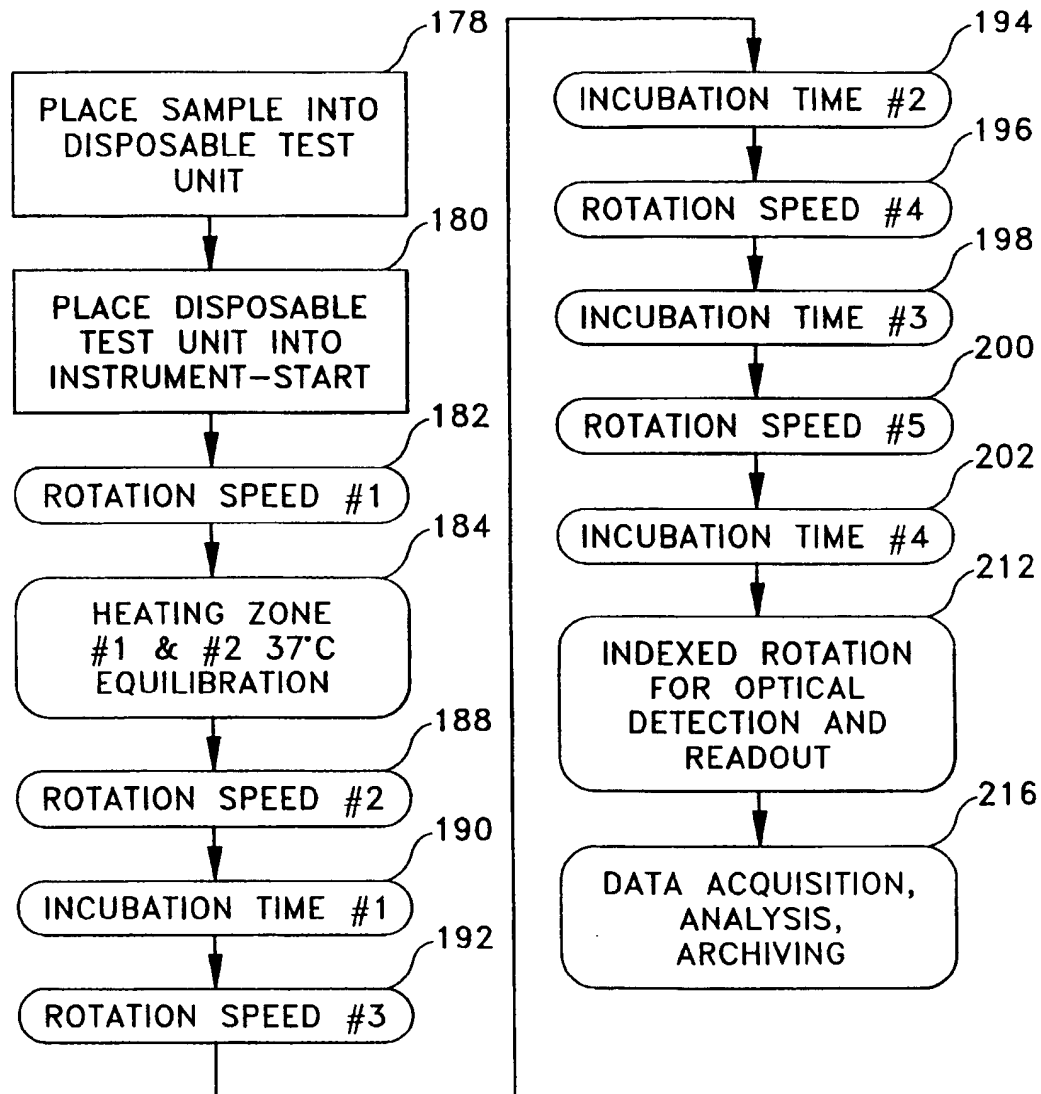 178
PLACE SAMPLE INTO
DISPOSABLE TEST
UNIT
180
PLACE DISPOSABLE
TEST UNIT INTO
INSTRUMENT-START
182
ROTATION SPEED #1
184
HEATING ZONE
#1 & #2 37°C
EQUILIBRATION
188
ROTATION SPEED #2
190
INCUBATION TIME #1
192
ROTATION SPEED #3
194
INCUBATION TIME #2
196
ROTATION SPEED #4
198
INCUBATION TIME #3
200
ROTATION SPEED #5
202
INCUBATION TIME #4
212
INDEXED ROTATION
FOR OPTICAL
DETECTION AND
READOUT
216
DATA ACQUISITION,
ANALYSIS,
ARCHIVING